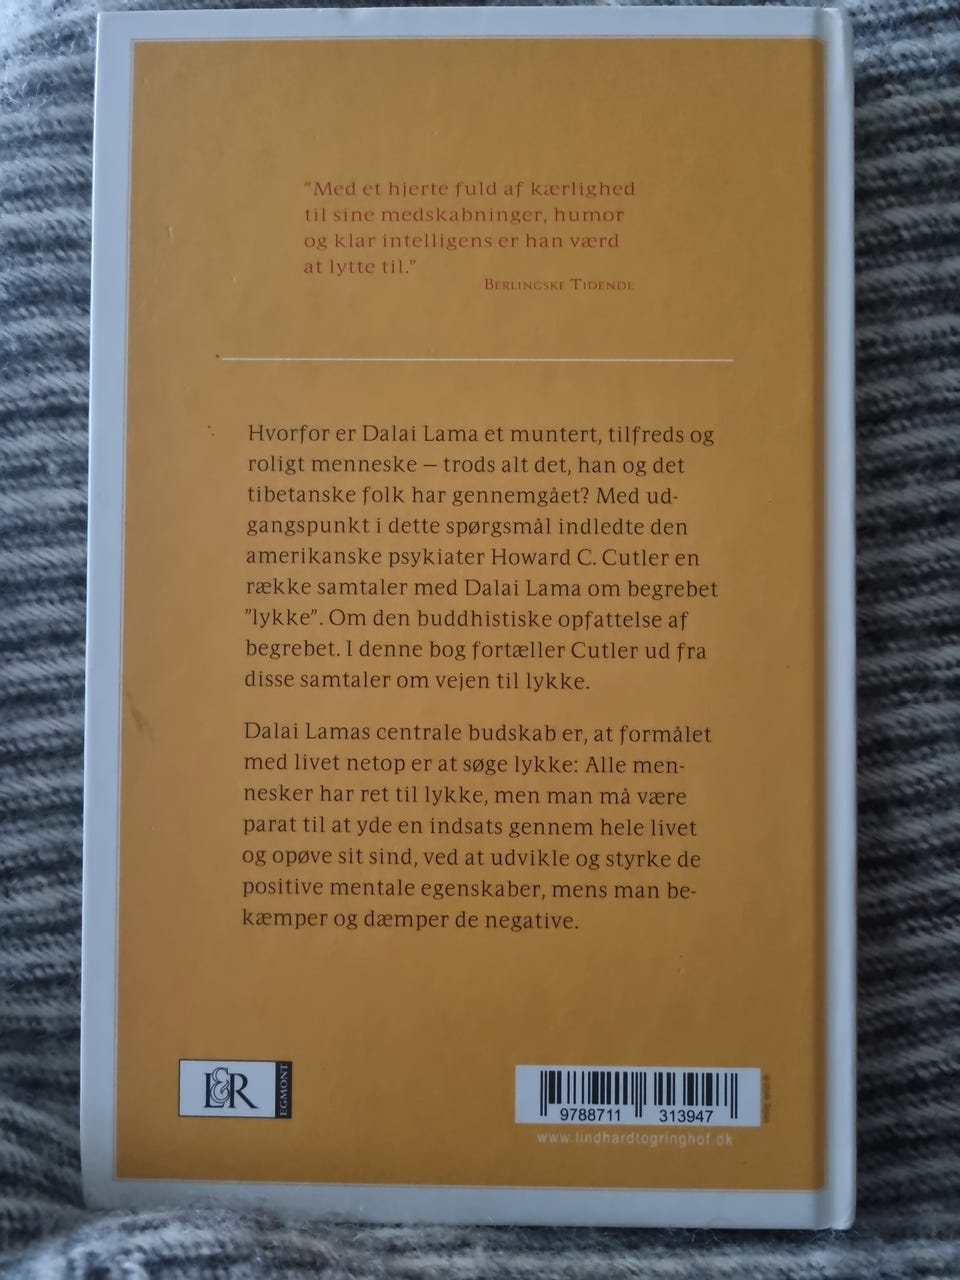 "Med et hjerte fuld af kærlighed
til sine medskabninger, humor
og klar intelligens er han værd
at lytte til."
Berlingske Tidende
Hvorfor er Dalai Lama et muntert, tilfreds og
roligt menneske – trods alt det, han og det
tibetanske folk har gennemgået? Med ud-
gangspunkt i dette spørgsmål indledte den
amerikanske psykiater Howard C. Cutler en
række samtaler med Dalai Lama om begrebet
"lykke". Om den buddhistiske opfattelse af
begrebet. I denne bog fortæller Cutler ud fra
disse samtaler om vejen til lykke.
Dalai Lamas centrale budskab er, at formålet
med livet netop er at søge lykke: Alle men-
nesker har ret til lykke, men man må være
parat til at yde en indsats gennem hele livet
og opøve sit sind, ved at udvikle og styrke de
positive mentale egenskaber, mens man be-
kæmper og dæmper de negative.
L&R EGMONT
9788711 313947
www.lindhardtogringhof.dk